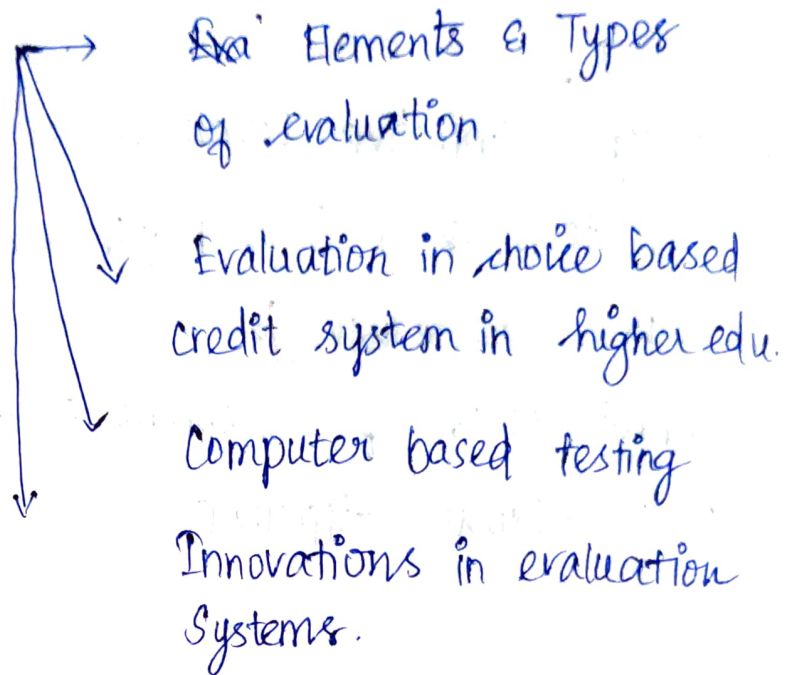 Elements & Types
of evaluation.
Evaluation in choice based
credit system in higher edu.
Computer based testing
Innovations in evaluation
Systems.